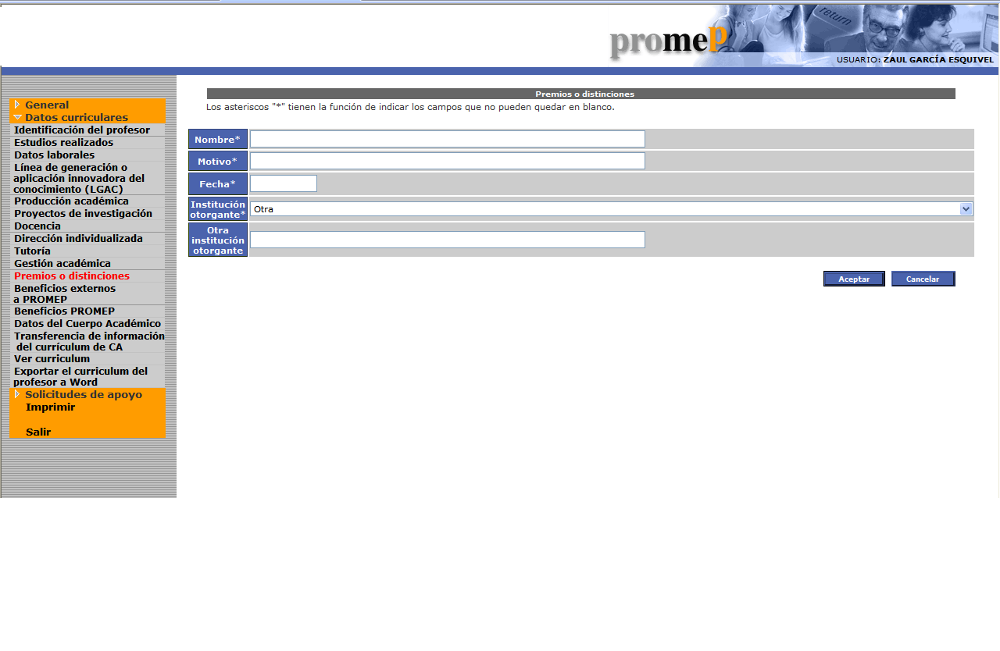 return
promep
USUARIO: ZAUL GARCÍA ESQUIVEL
General
Datos curriculares
Identificación del profesor
Estudios realizados
Datos laborales
Línea de generación o
aplicación innovadora del
conocimiento (LGAC)
Producción académica
Proyectos de investigación
Docencia
Dirección individualizada
Tutoría
Gestión académica
Premios o distinciones
Beneficios externos
a PROMEP
Beneficios PROMEP
Datos del Cuerpo Académico
Transferencia de información
del currículum de CA
Ver curriculum
Exportar el curriculum del
profesor a Word
Solicitudes de apoyo
Imprimir
Salir
Premios o distinciones
Los asteriscos "*" tienen la función de indicar los campos que no pueden quedar en blanco.
Nombre*
Motivo*
Fecha*
Institución
otorgante*
Otra
Otra
institución
otorgante
Aceptar
Cancelar